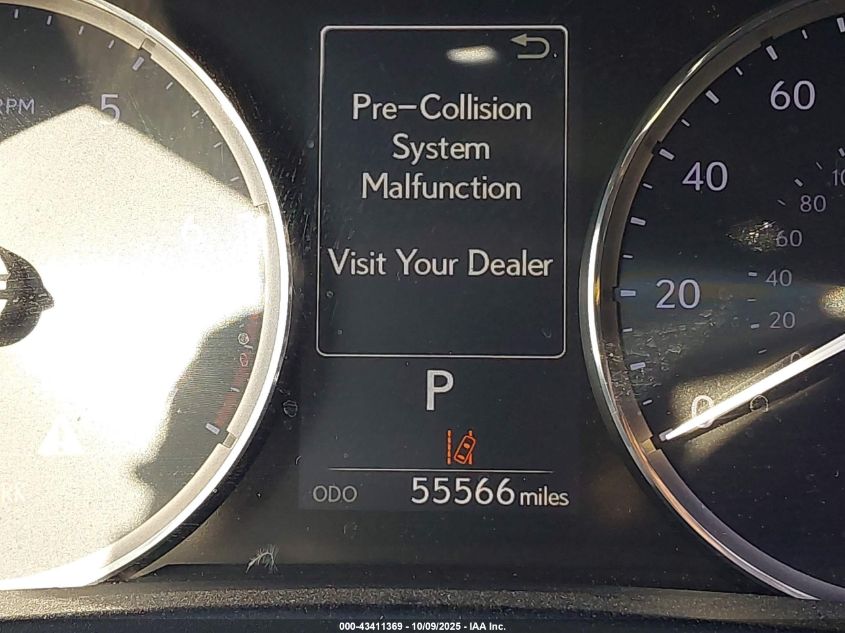 RPM
5
Pre-Collision
System
Malfunction
Visit Your Dealer
P
ODO 55566 miles
60
40
20
0
80
60
40
20
0
000-43411369 - 10/09/2025 - IAA Inc.